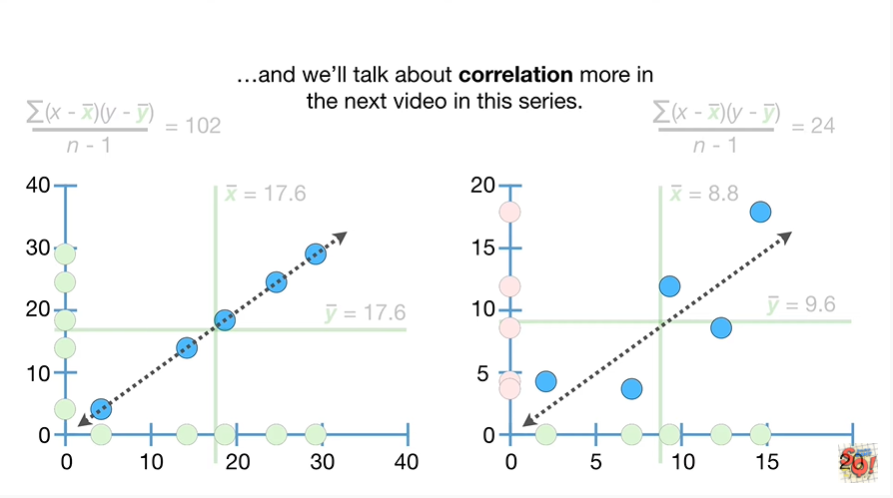 …and we'll talk about correlation more in
the next video in this series.
∑(x - x̄)(y - ȳ)
n - 1
= 102
∑(x - x̄)(y - ȳ)
n - 1
= 24
40
30
20
10
0
x̄ = 17.6
ȳ = 17.6
0 10 20 30 40
20
15
10
5
0
x̄ = 8.8
ȳ = 9.6
0 5 10 15 20